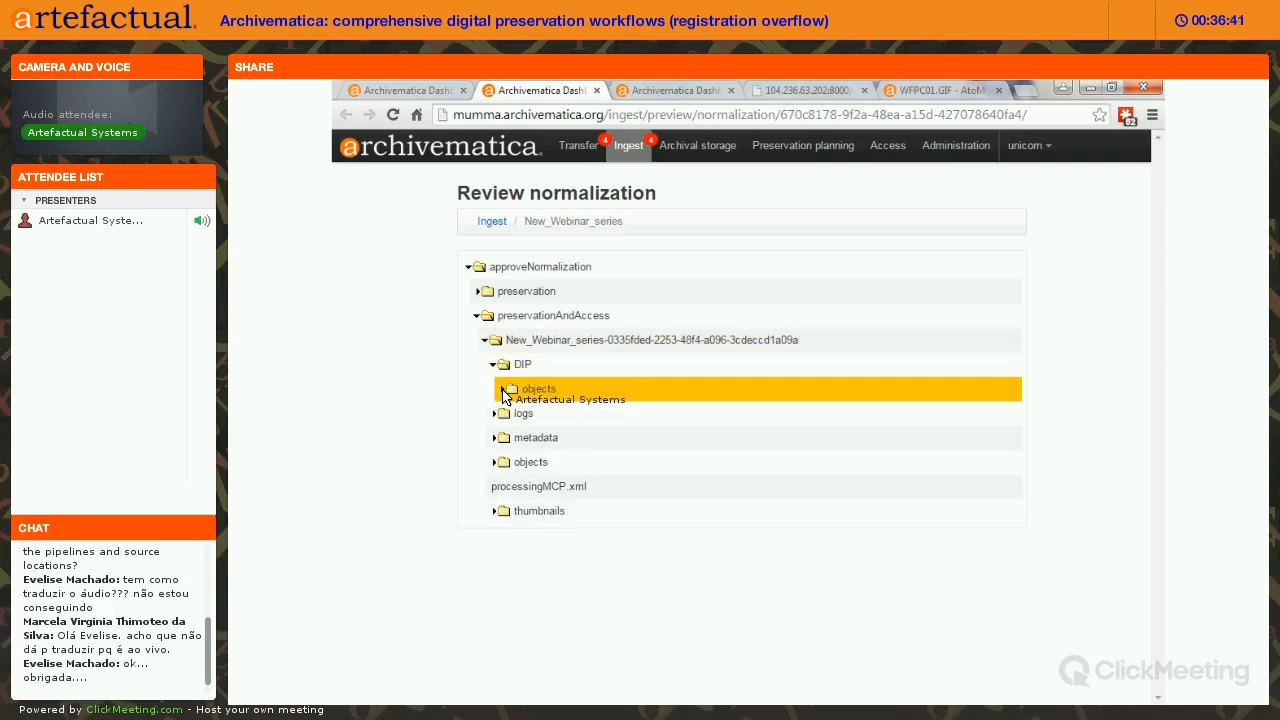 artefactual
Archivematica: comprehensive digital preservation workflows (registration overflow)
00:36:41
CAMERA AND VOICE
Audio attendee:
Artefactual Systems
ATTENDEE LIST
PRESENTERS
Artefactual Syste...
CHAT
the pipelines and source
locations?
Evelise Machado: tem como
traduzir o áudio??? não estou
conseguindo
Marcela Virginia Thimoteo da
Silva: Olá Evelise. acho que não
dá p traduzir pq é ao vivo.
Evelise Machado: ok...
obrigada....
Powered by ClickMeeting.com - Host your own meeting
SHARE
Archivematica Dash
Archivematica Dash
Archivematica Dash
104.236.63.202:8000/
WFPC01.GIF - AtoM
mumma.archivematica.org/ingest/preview/normalization/670c8178-9f2a-48ea-a15d-427078640fa4/
62
archivematica
Transfer 4 Ingest 4 Archival storage Preservation planning Access Administration unicorn
Review normalization
Ingest / New_Webinar_series
approveNormalization
preservation
preservationAndAccess
New_Webinar_series-0335fded-2253-48f4-a096-3cdeccd1a09a
DIP
objects
Artefactual Systems
logs
metadata
objects
processingMCP.xml
thumbnails
ClickMeeting